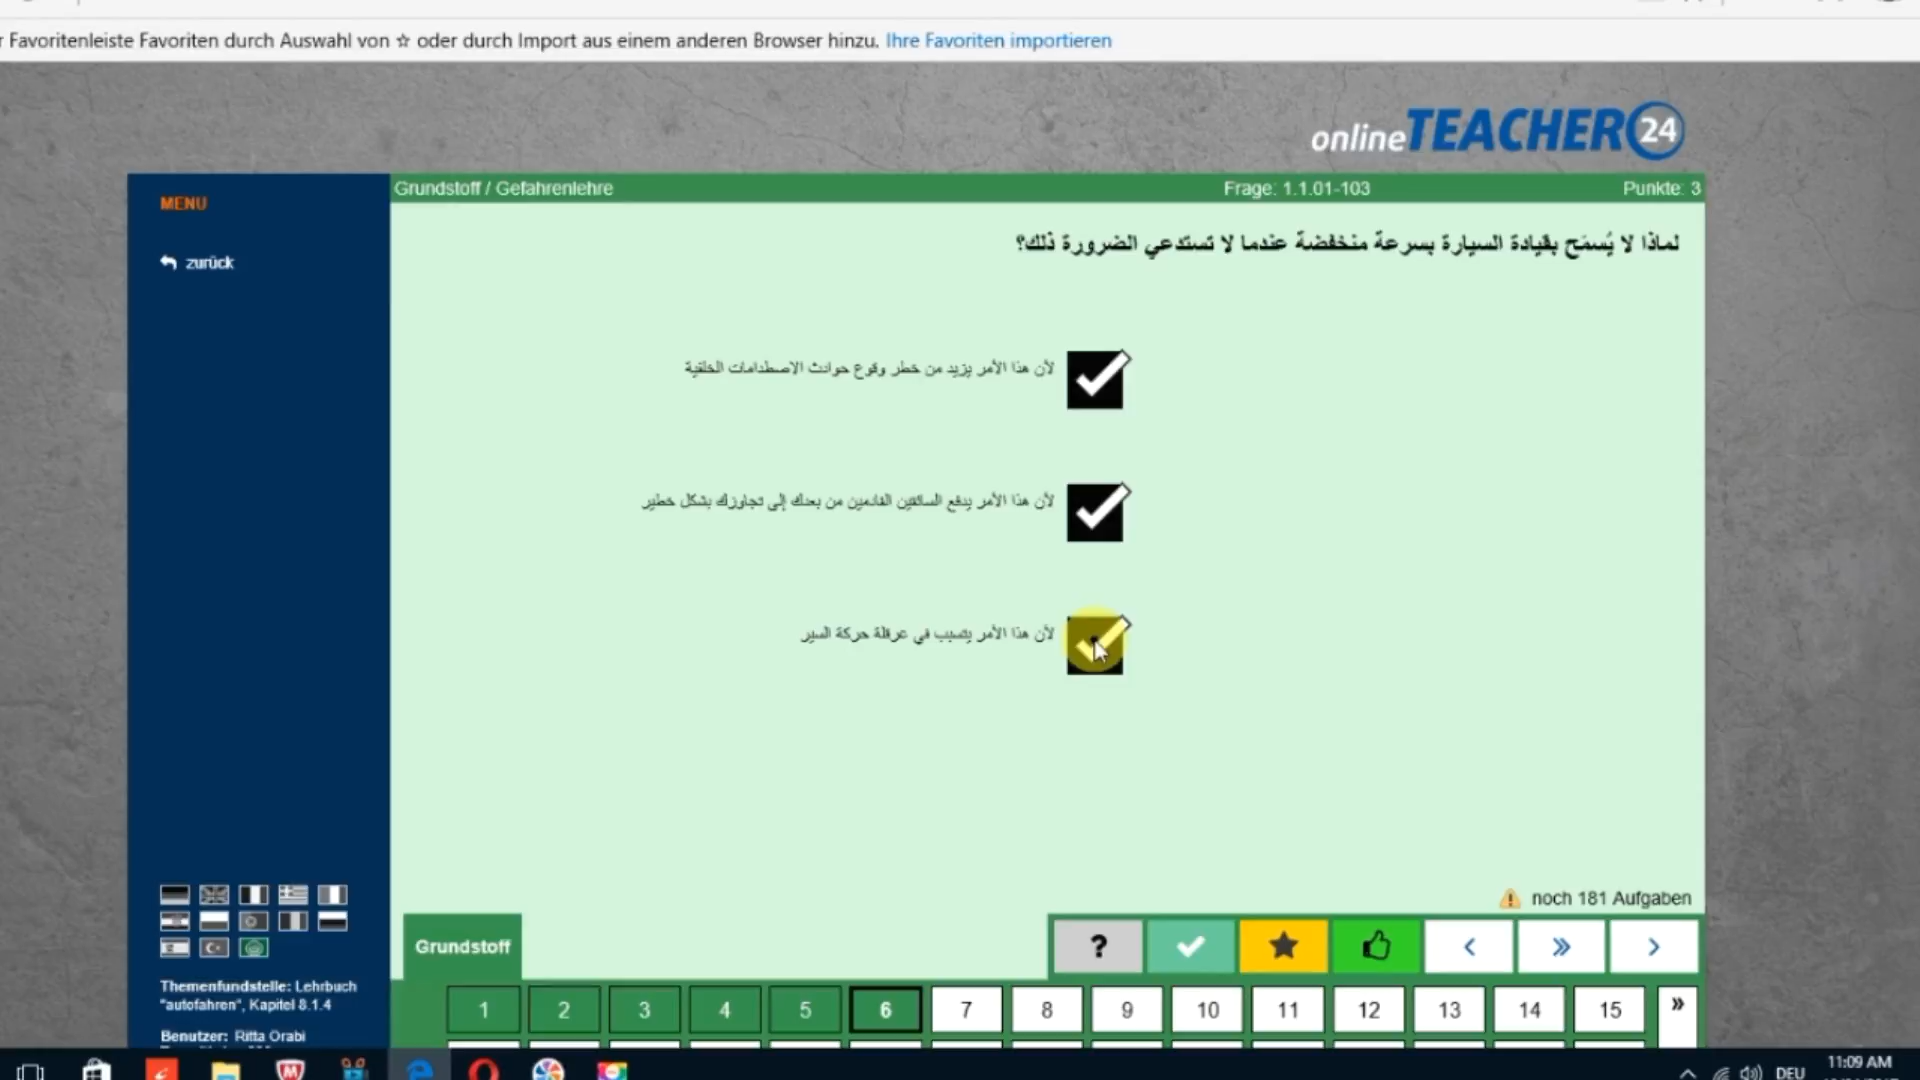 Favoritenleiste Favoriten durch Auswahl von ☆ oder durch Import aus einem anderen Browser hinzu. Ihre Favoriten importieren
onlineTEACHER24
MENU
zurück
Grundstoff / Gefahrenlehre
Frage: 1.1.01-103
Punkte: 3
لماذا لا يُسمَح بقيادة السيارة بسرعة منخفضة عندما لا تستدعي الضرورة ذلك؟
لأن هذا الأمر يزيد من خطر وقوع حوادث الاصطدامات الخلفية
لأن هذا الأمر يدفع السائقين القادمين من بعدك إلى تجاوزك بشكل خطير
لأن هذا الأمر يتسبب في عرقلة حركة السير
noch 181 Aufgaben
Grundstoff
?
1 2 3 4 5 6 7 8 9 10 11 12 13 14 15 »
Themenfundstelle: Lehrbuch
"autofahren", Kapitel 8.1.4
Benutzer: Ritta Orabi
DEU
11:09 AM